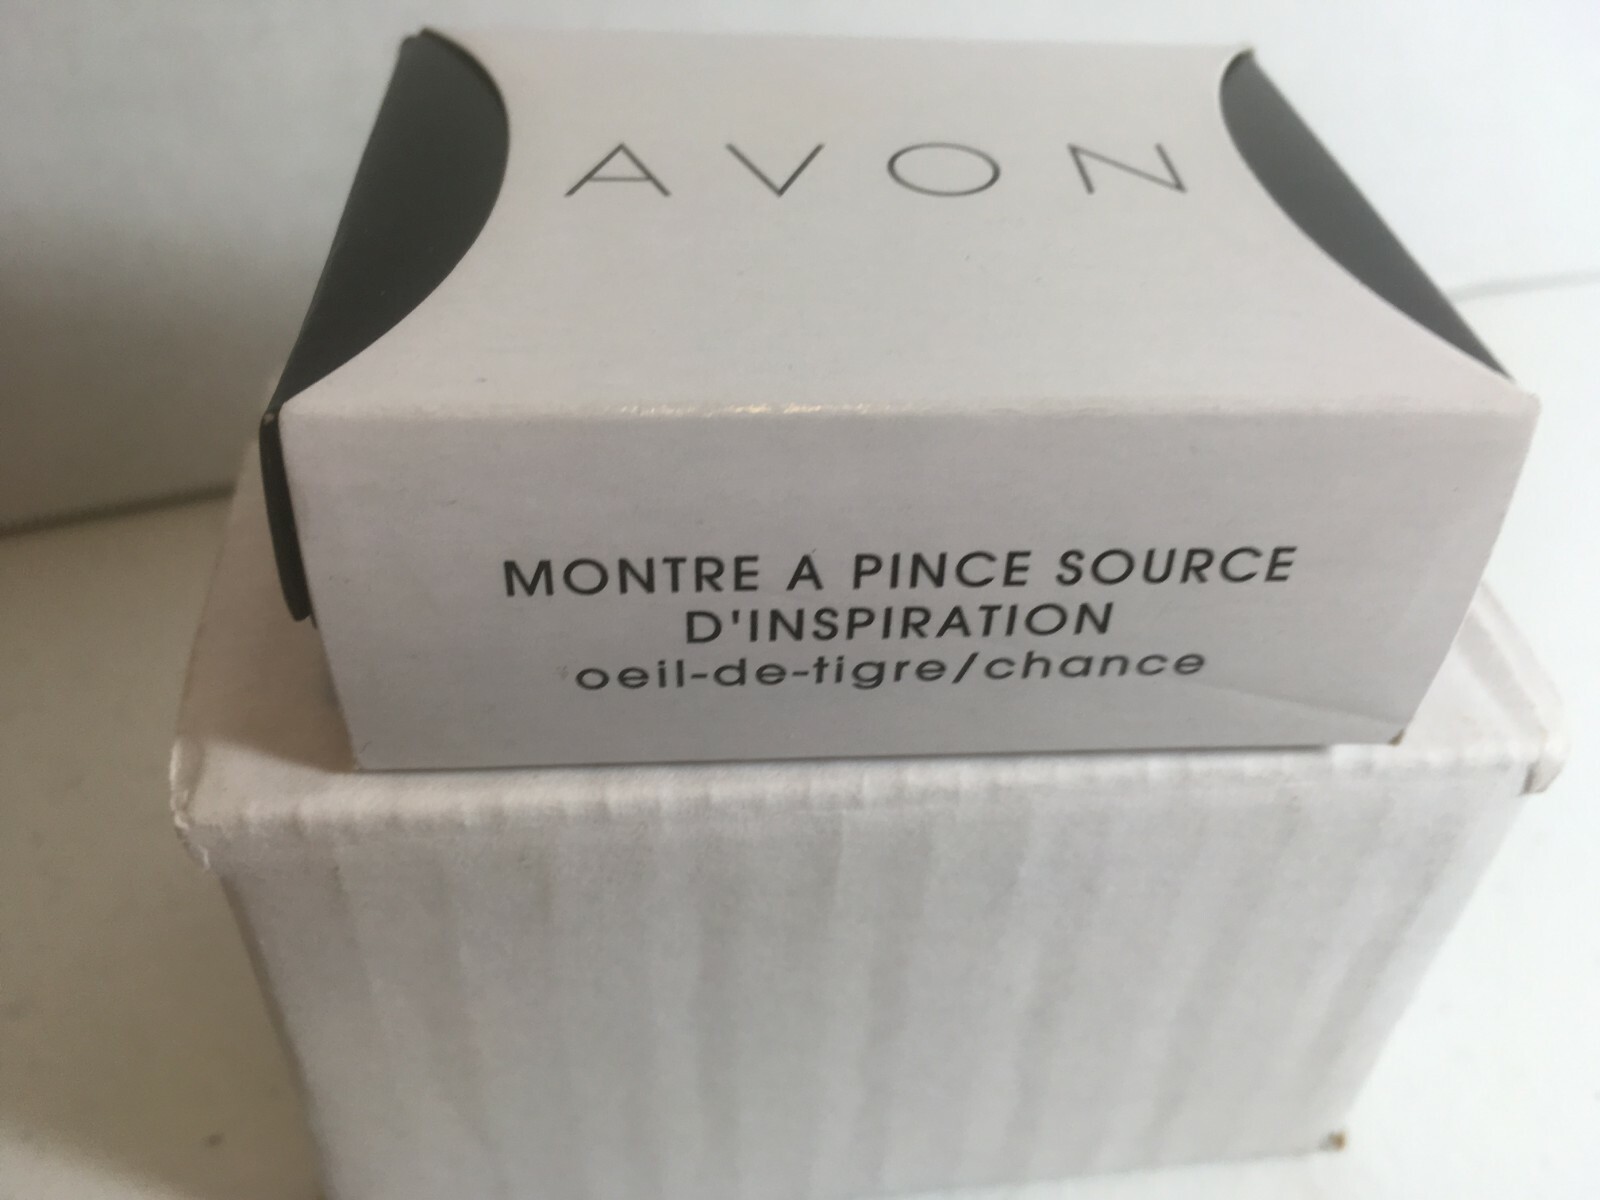 AVON
MONTRE A PINCE SOURCE
D'INSPIRATION
oeil-de-tigre/chance